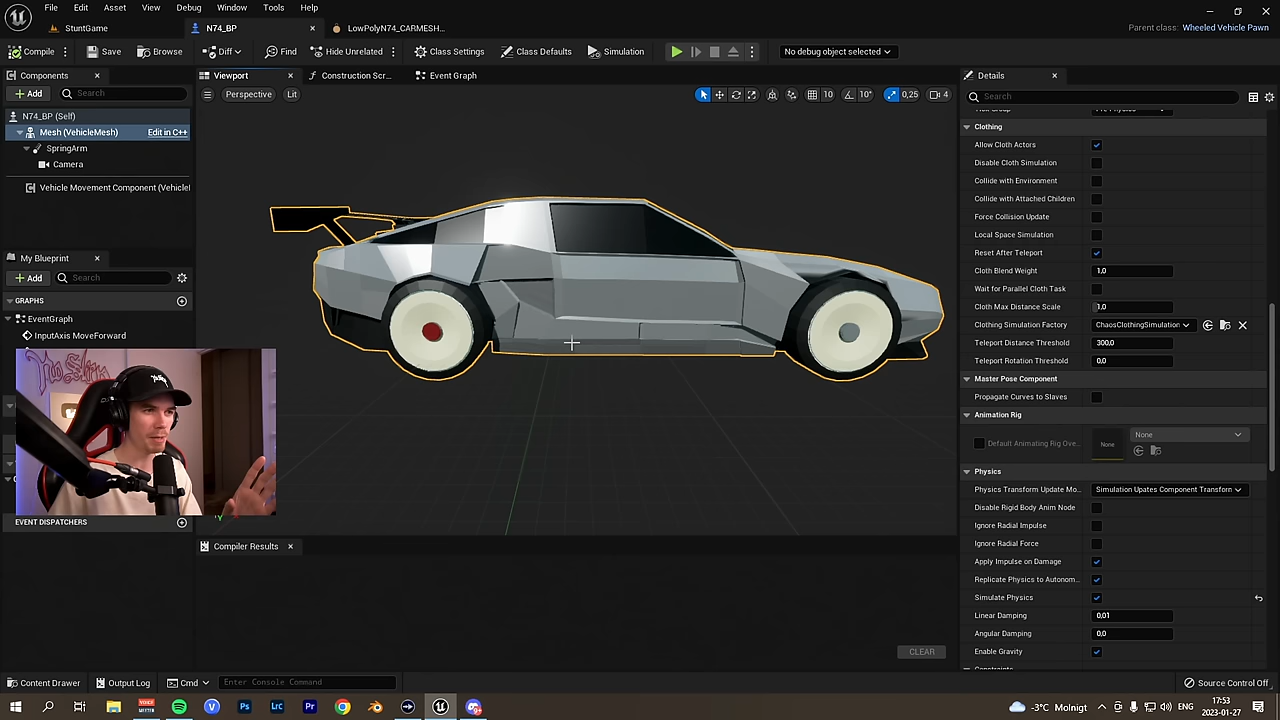 File Edit Asset View Debug Window Tools Help
StuntGame N74_BP LowPolyN74_CARMESH...
Parent class: Wheeled Vehicle Pawn
Compile Save Browse Diff Find Hide Unrelated Class Settings Class Defaults Simulation No debug object selected
Components
Add Search
N74_BP (Self)
Mesh (VehicleMesh) Edit in C++
SpringArm
Camera
Vehicle Movement Component (Vehicle
My Blueprint
Add Search
GRAPHS
EventGraph
InputAxis MoveForward
EVENT DISPATCHERS
Viewport Construction Scr... Event Graph
Perspective Lit
10 10° 0,25 4
Compiler Results
CLEAR
Details
Search
Clothing
Allow Cloth Actors
Disable Cloth Simulation
Collide with Environment
Collide with Attached Children
Force Collision Update
Local Space Simulation
Reset After Teleport
Cloth Blend Weight 1,0
Wait for Parallel Cloth Task
Cloth Max Distance Scale 1,0
Clothing Simulation Factory ChaosClothingSimulation
Teleport Distance Threshold 300,0
Teleport Rotation Threshold 0,0
Master Pose Component
Propagate Curves to Slaves
Animation Rig
Default Animating Rig Ove... None None
Physics
Physics Transform Update Mo... Simulation Upates Component Transform
Disable Rigid Body Anim Node
Ignore Radial Impulse
Ignore Radial Force
Apply Impulse on Damage
Replicate Physics to Autonom...
Simulate Physics
Linear Damping 0,01
Angular Damping 0,0
Enable Gravity
Content Drawer Output Log Cmd Enter Console Command Source Control Off
Ps Lrc Pr
-3°C Molnigt ENG 17:53
2023-01-27